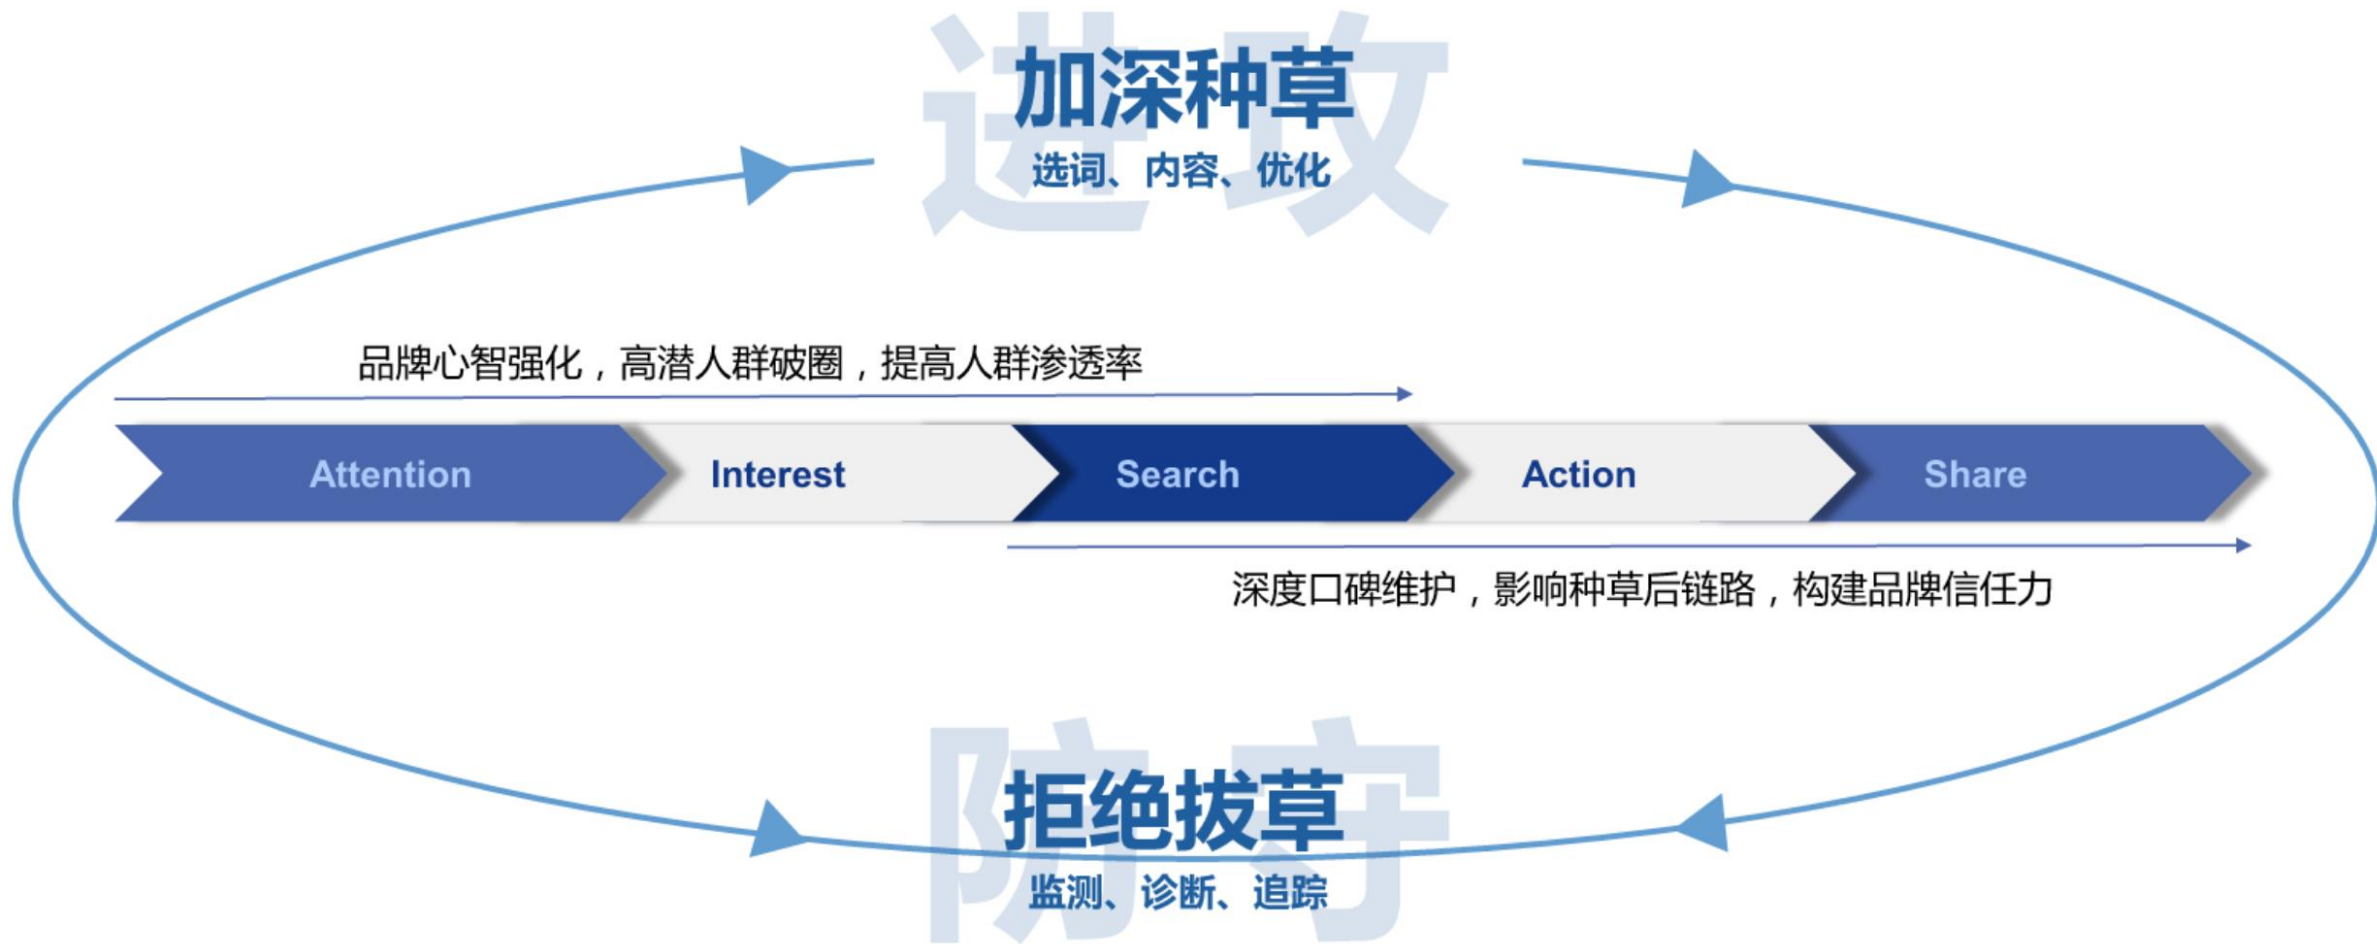 进攻
加深种草
选词、内容、优化
品牌心智强化，高潜人群破圈，提高人群渗透率
Attention Interest Search Action Share
深度口碑维护，影响种草后链路，构建品牌信任力
防守
拒绝拔草
监测、诊断、追踪